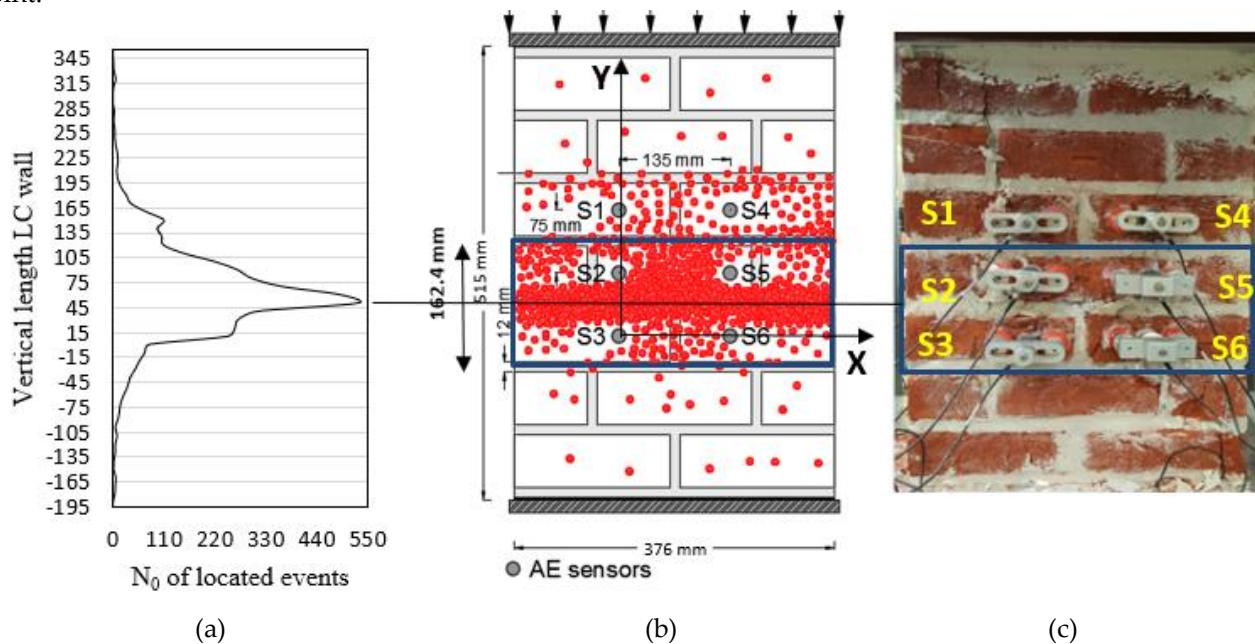 oint.
345
315
285
255
225
195
165
135
105
75
45
15
-15
-45
-75
-105
-135
-165
-195
Vertical length LC wall
0 110 220 330 440 550
N0 of located events
(a)
Y
135 mm
S1 S4
75 mm
S2 S5
S3 S6
X
162.4 mm
515 mm
12 mm
376 mm
AE sensors
(b)
S1 S4
S2 S5
S3 S6
(c)